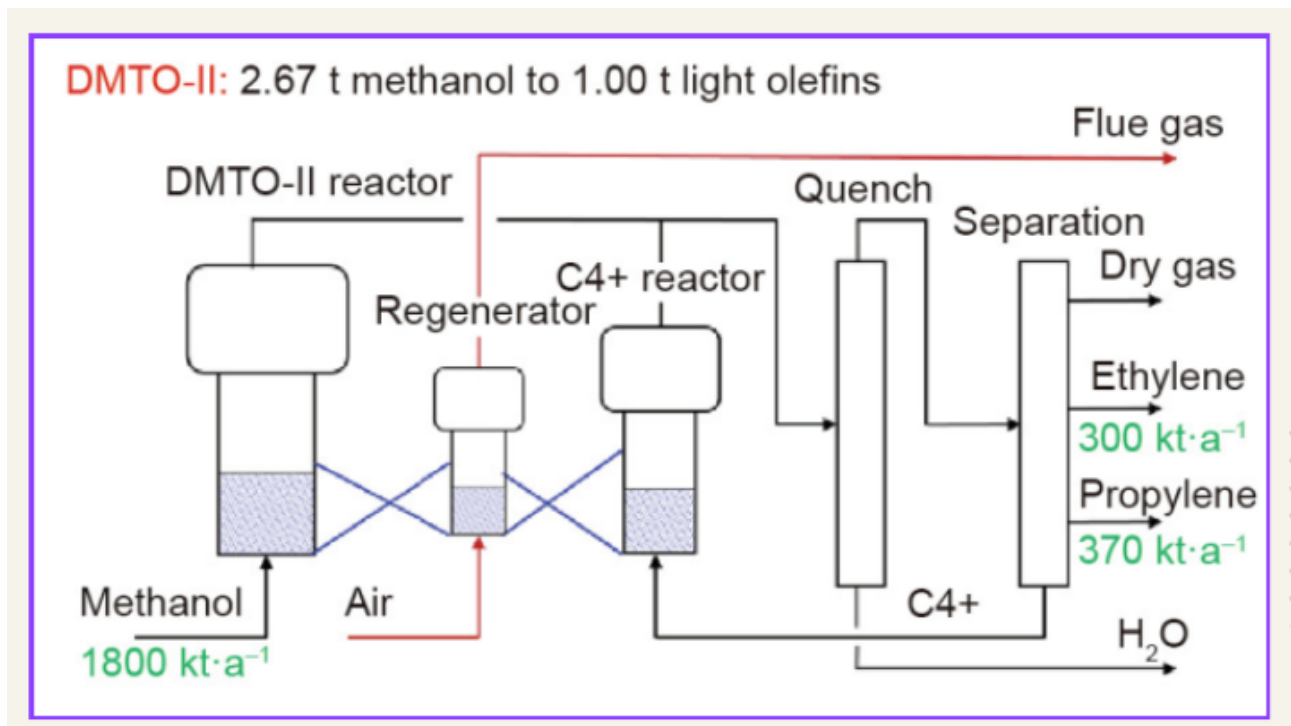 DMTO-II: 2.67 t methanol to 1.00 t light olefins
Flue gas
DMTO-II reactor
Quench
Separation
Dry gas
C4+ reactor
Regenerator
Ethylene
300 kt·a⁻¹
Propylene
370 kt·a⁻¹
Methanol
1800 kt·a⁻¹
Air
C4+
H₂O